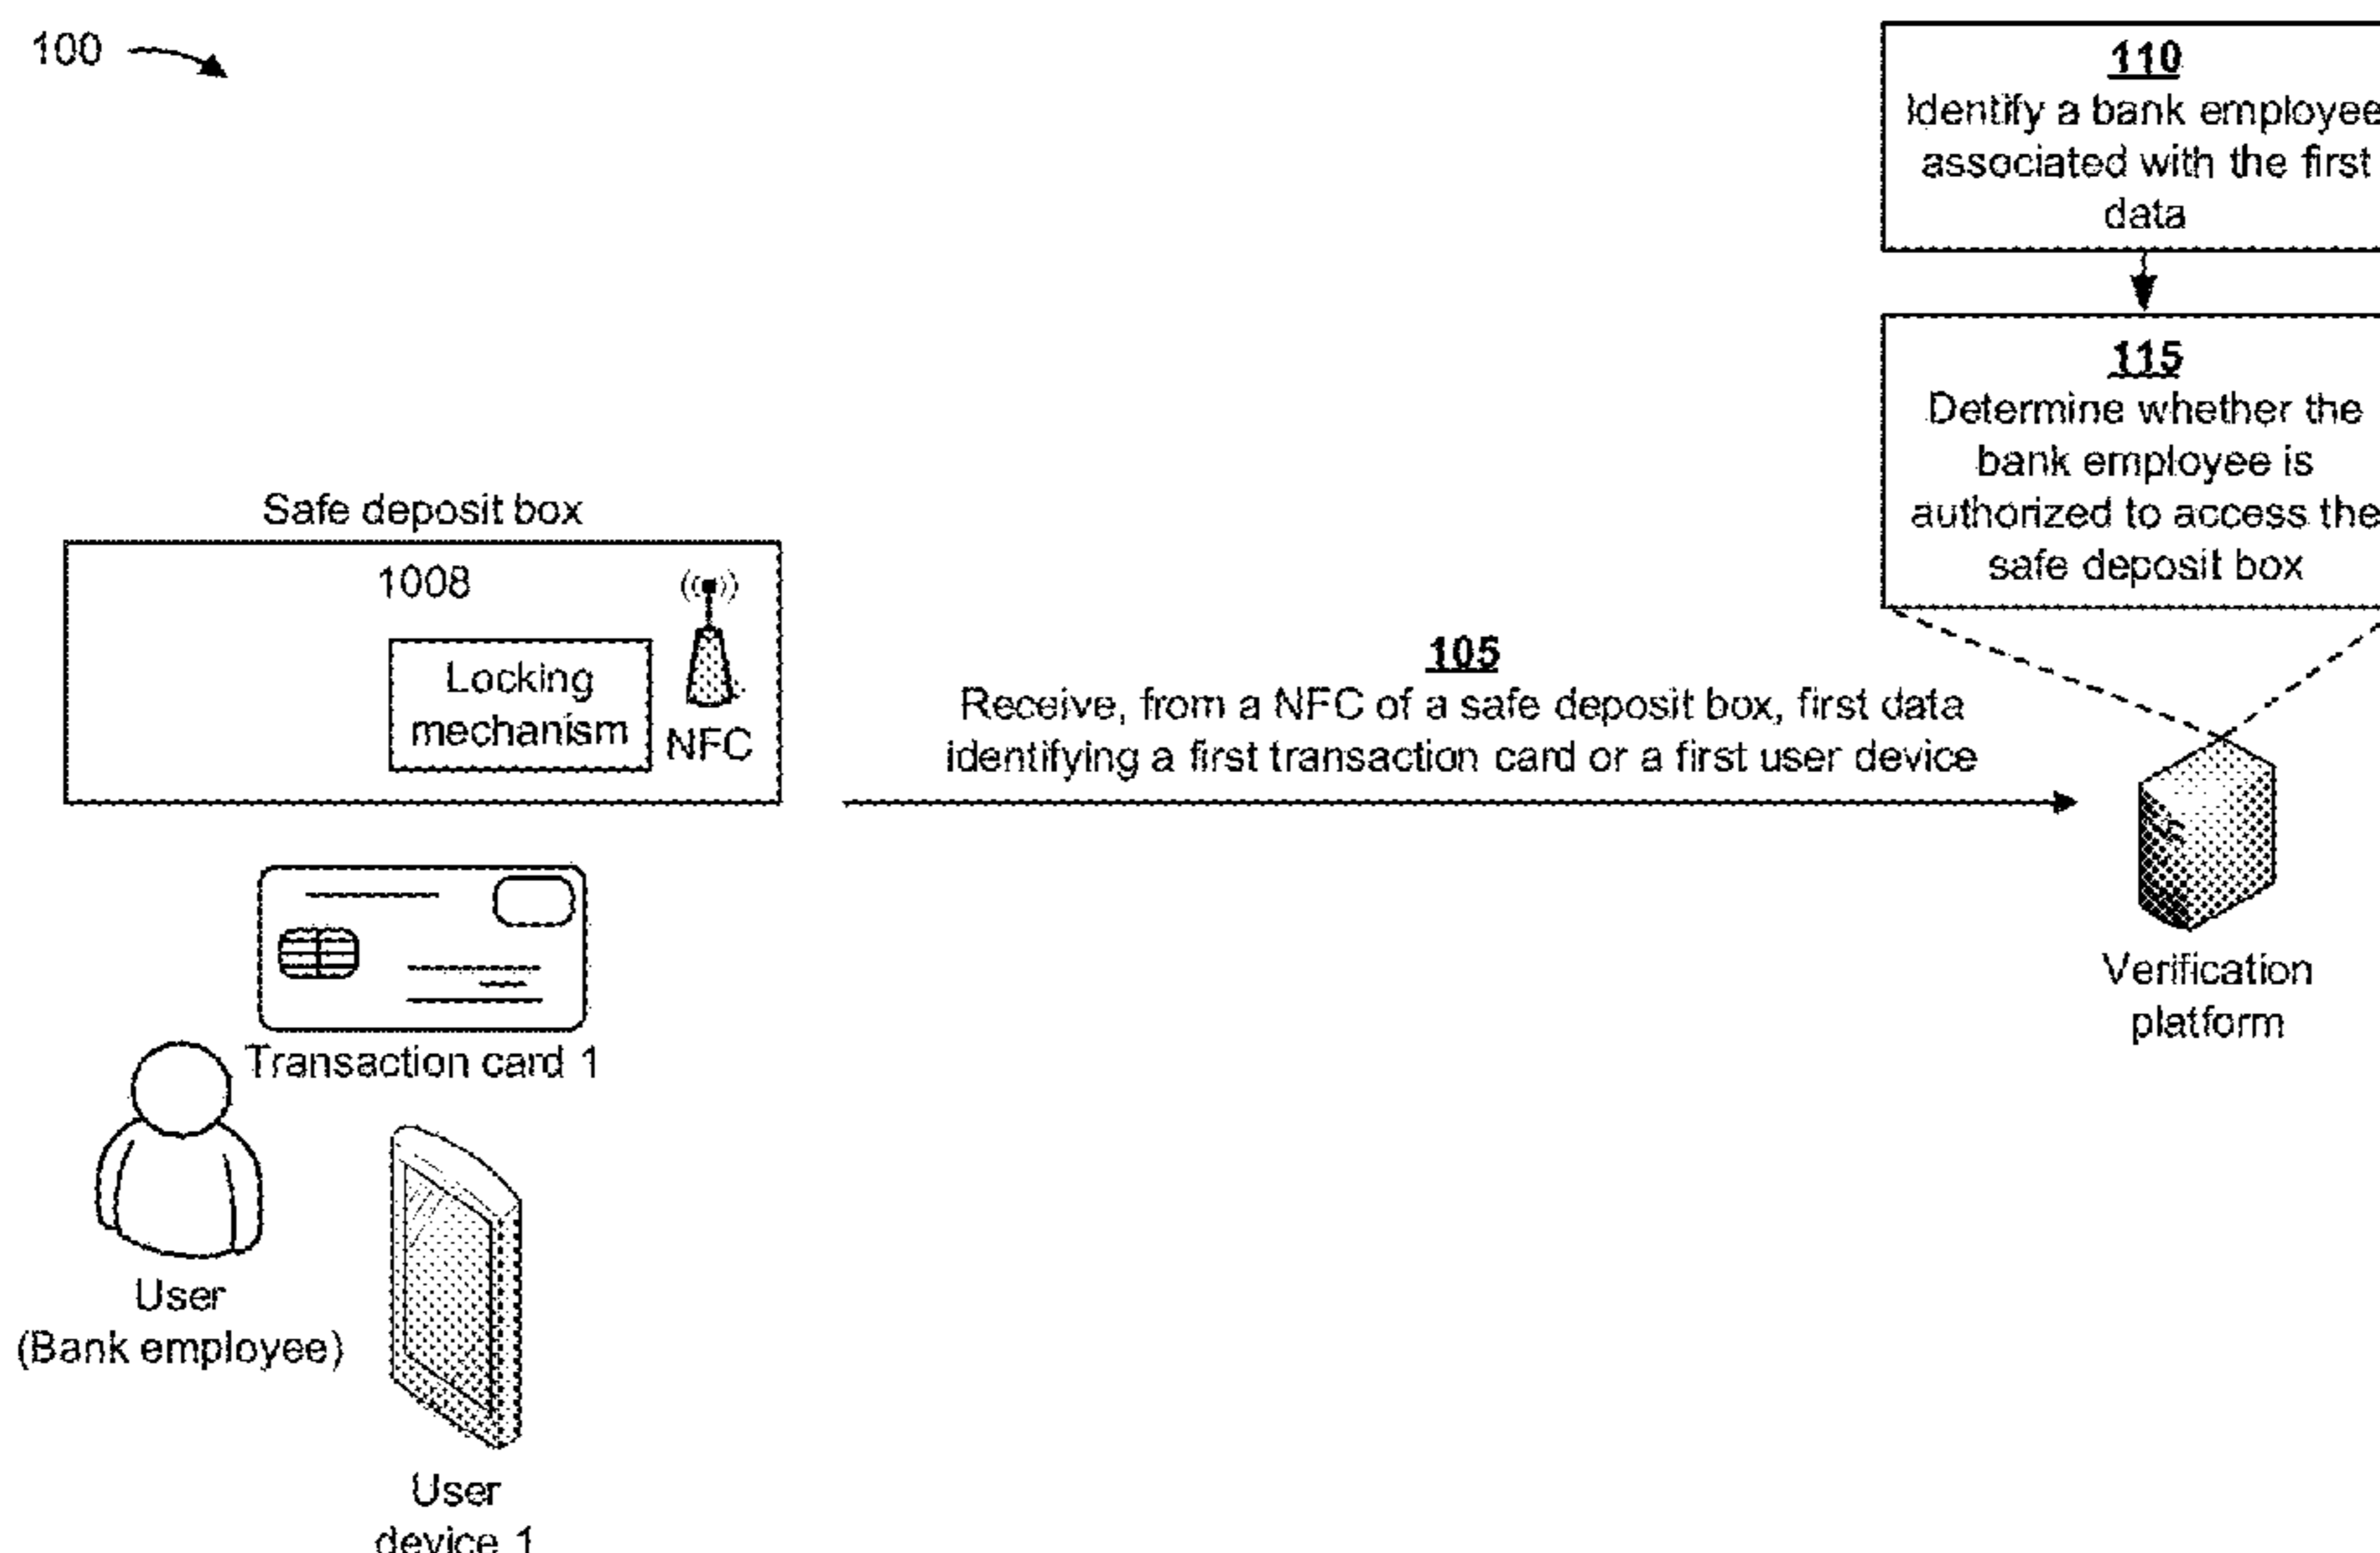 100
110
Identify a bank employee
associated with the first
data
115
Determine whether the
bank employee is
authorized to access the
safe deposit box
Safe deposit box
1008
Locking
mechanism
NFC
105
Receive, from a NFC of a safe deposit box, first data
identifying a first transaction card or a first user device
Verification
platform
Transaction card 1
User
(Bank employee)
User
device 1